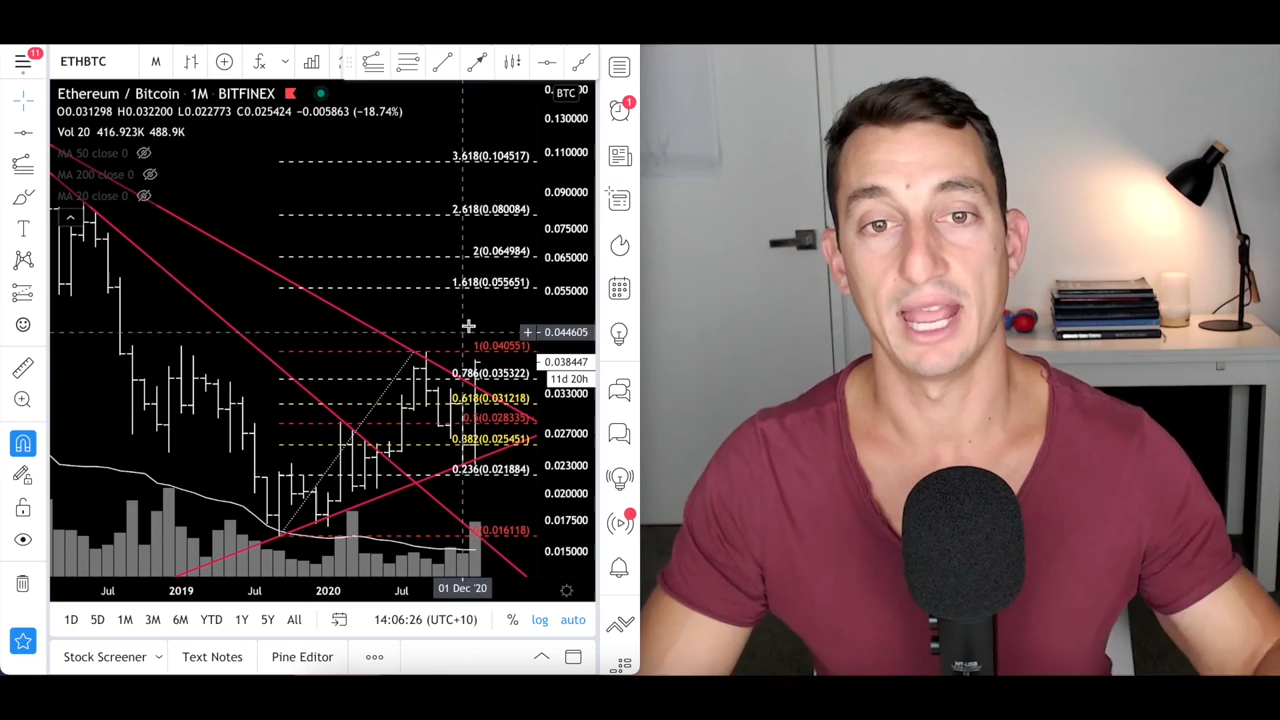 11
ETHBTC
M
fx
Ethereum / Bitcoin · 1M · BITFINEX
BTC
O0.031298 H0.032200 L0.022773 C0.025424 −0.005863 (−18.74%)
0.130000
Vol 20 416.923K 488.9K
1
MA 50 close 0
3.618(0.104517)
0.110000
MA 200 close 0
MA 20 close 0
0.090000
2.618(0.080084)
T
0.075000
2(0.064984)
0.065000
1.618(0.055651)
0.055000
0.044605
1(0.040551)
0.038447
0.786(0.035322)
11d 20h
0.618(0.031218)
0.033000
0.5(0.028335)
0.027000
0.382(0.025451)
0.236(0.021884)
0.023000
0.020000
0.017500
(0.016118)
0.015000
Jul
2019
Jul
2020
Jul
01 Dec '20
1D 5D 1M 3M 6M YTD 1Y 5Y All
14:06:26 (UTC+10)
% log auto
Stock Screener
Text Notes
Pine Editor
NT-USB